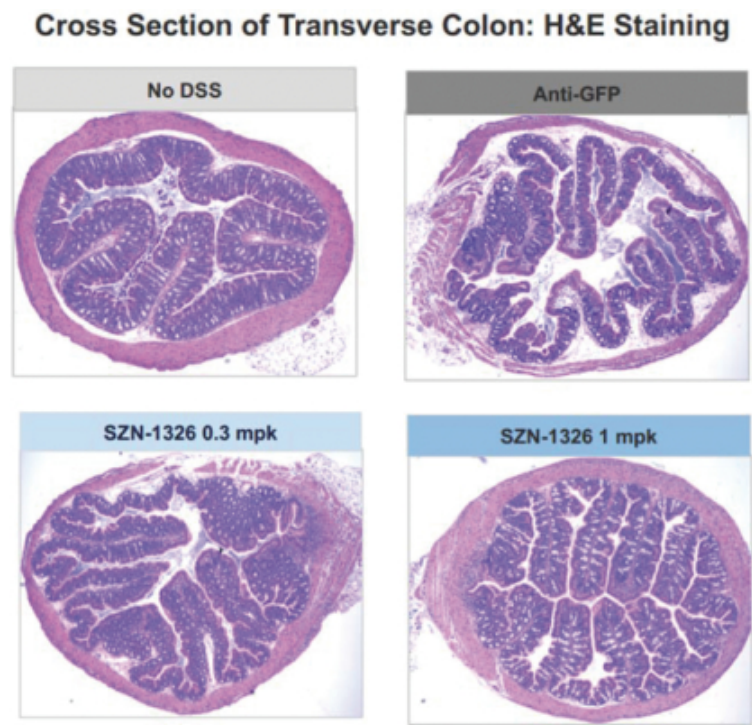 Cross Section of Transverse Colon: H&E Staining
No DSS
Anti-GFP
SZN-1326 0.3 mpk
SZN-1326 1 mpk